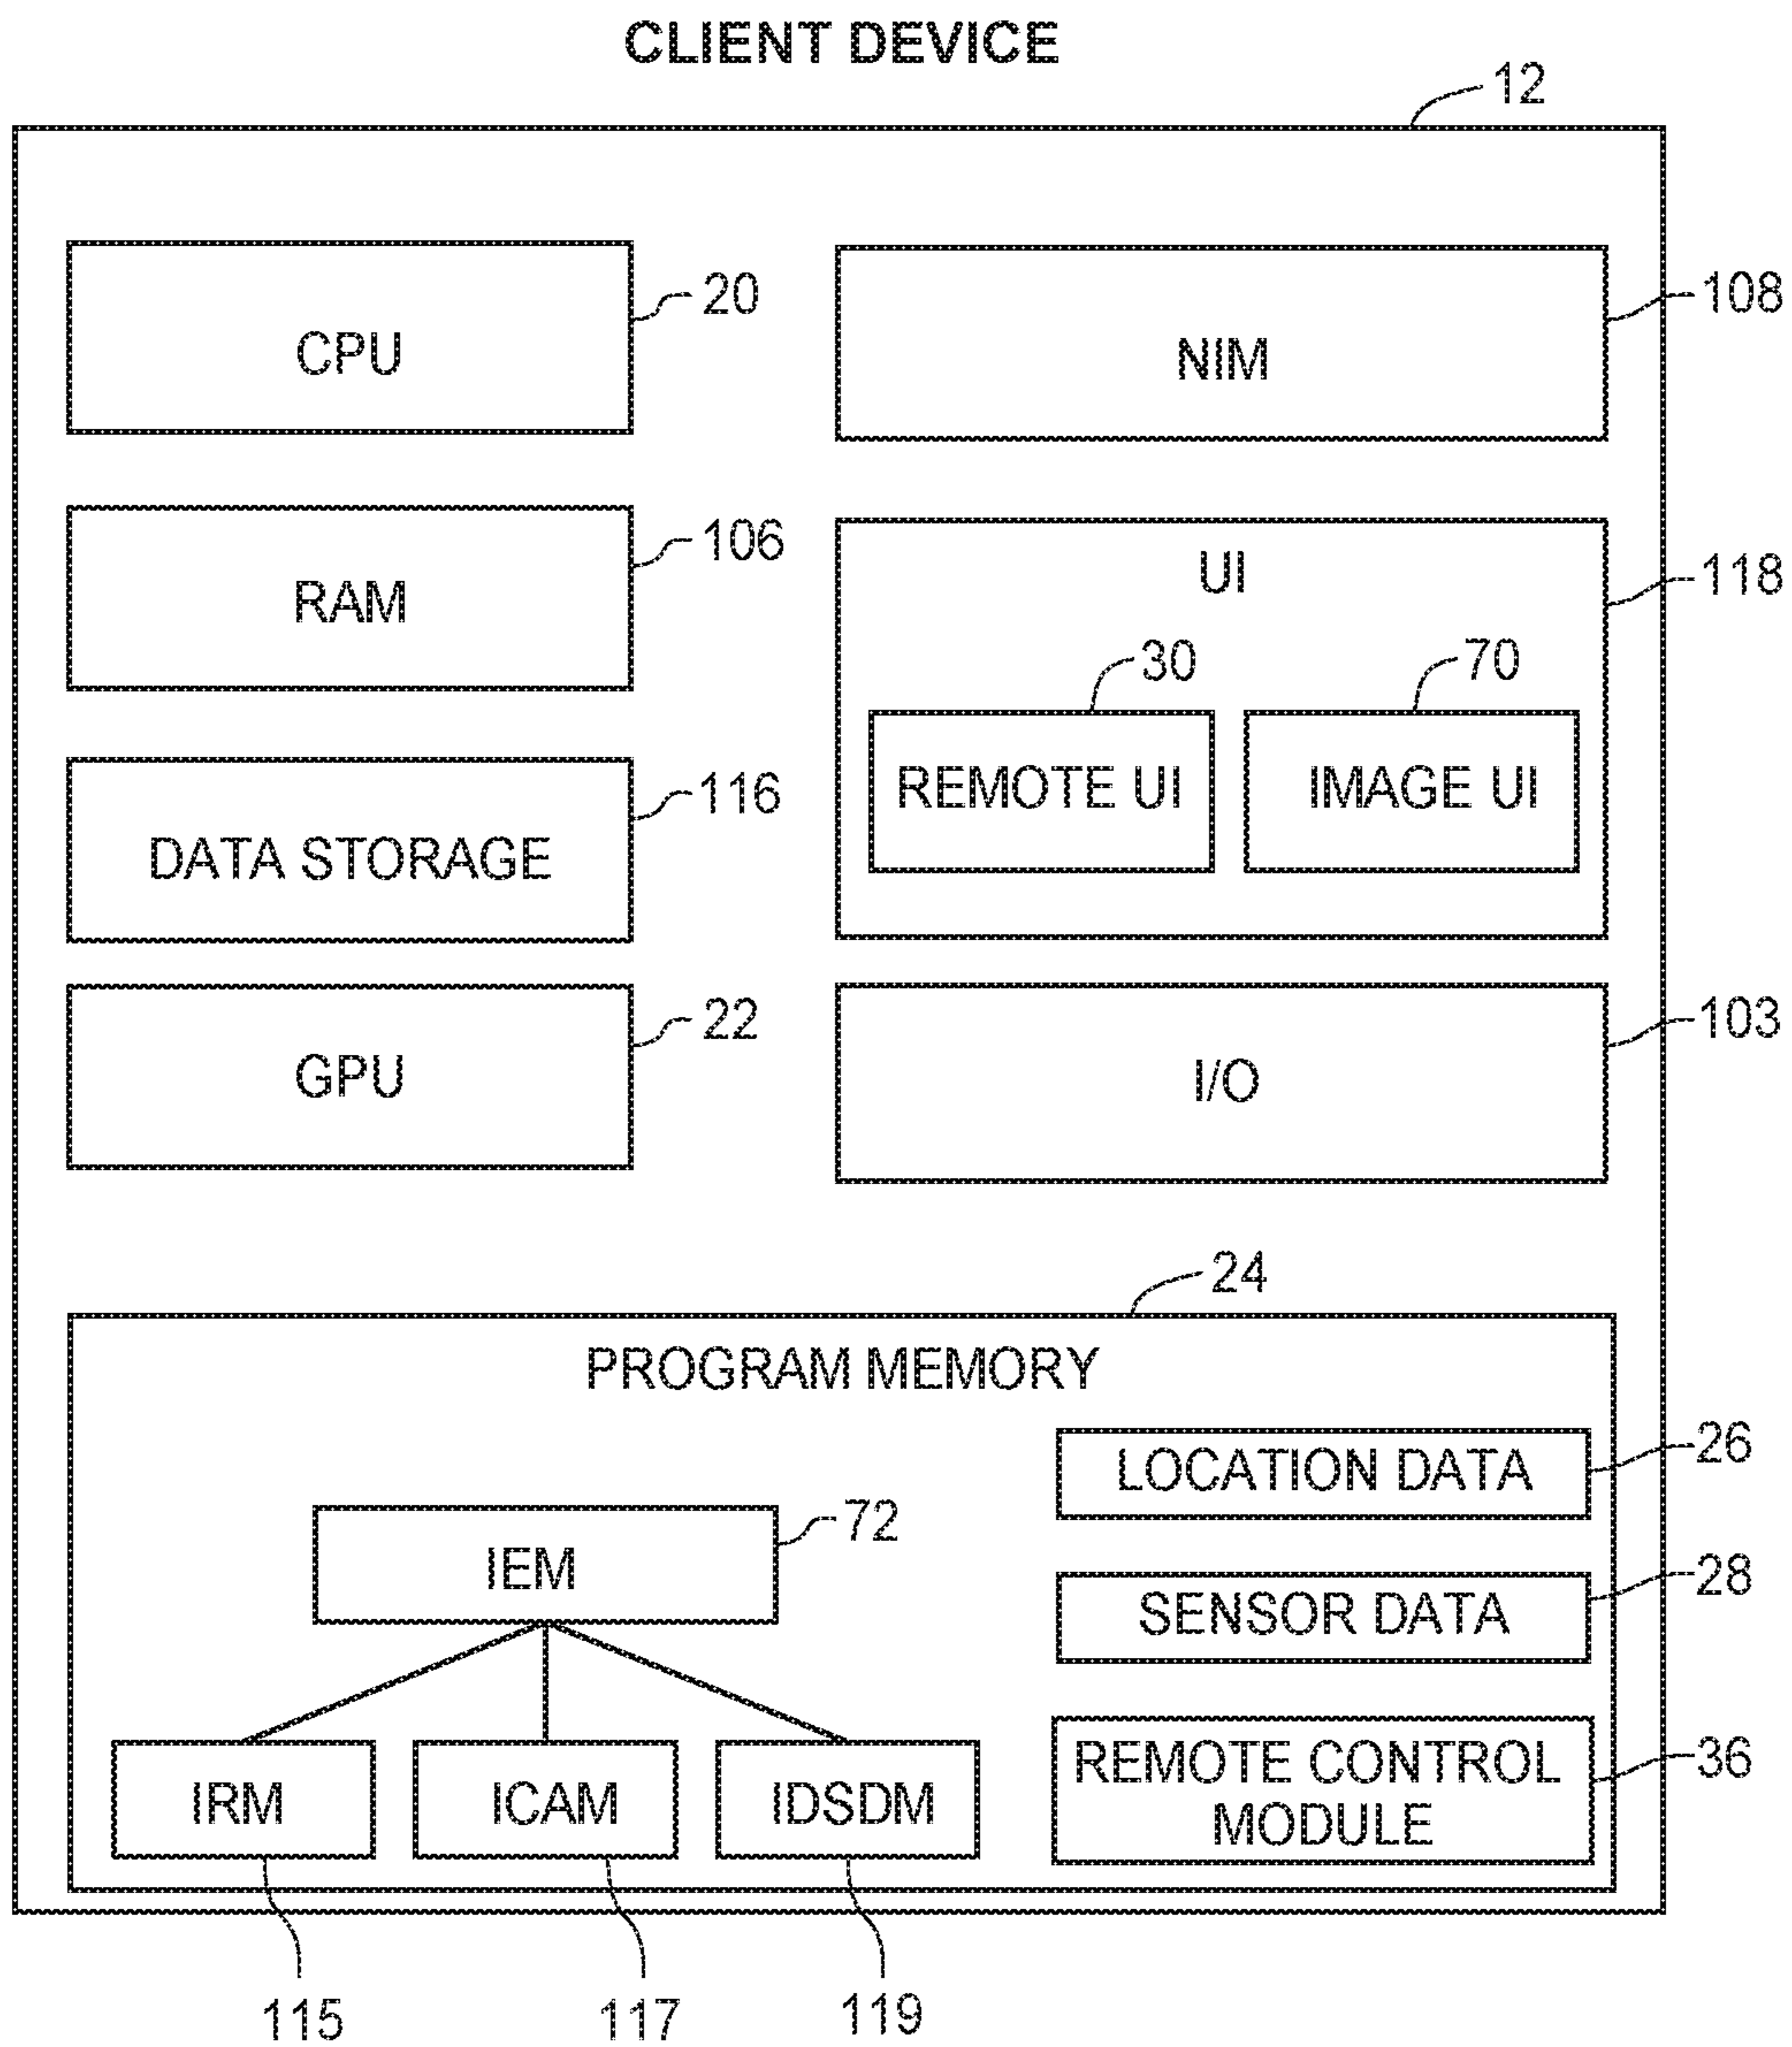 CLIENT DEVICE
12
CPU
20
NIM
108
RAM
106
UI
118
30
70
REMOTE UI
IMAGE UI
DATA STORAGE
116
GPU
22
I/O
103
24
PROGRAM MEMORY
LOCATION DATA
26
IEM
72
SENSOR DATA
28
IRM
ICAM
IDSDM
REMOTE CONTROL
MODULE
36
115
117
119